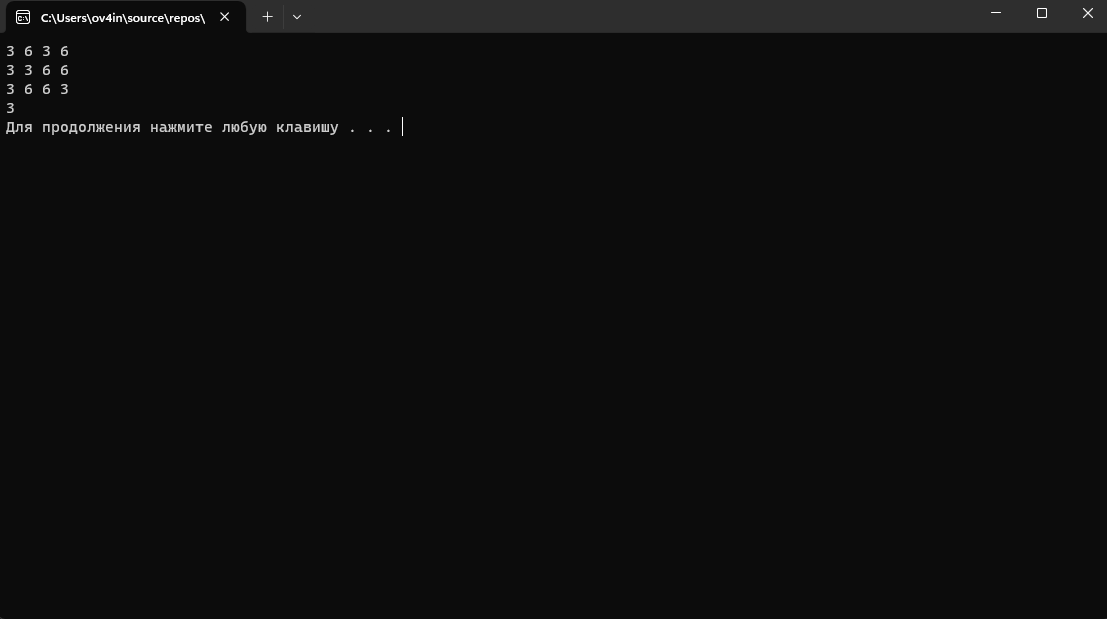 C:\Users\ov4in\source\repos\
3 6 3 6
3 3 6 6
3 6 6 3
3
Для продолжения нажмите любую клавишу . . .